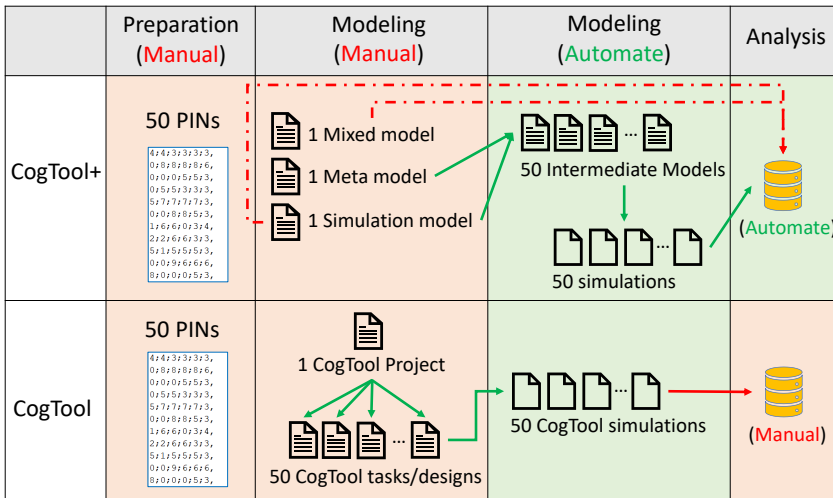 Preparation
(Manual)
Modeling
(Manual)
Modeling
(Automate)
Analysis
CogTool+
50 PINs
4;4;3;3;3;3,
0;8;8;8;8;6,
0;0;0;5;5;3,
0;5;5;3;3;3,
5;7;7;7;7;3,
0;0;8;8;5;3,
1;6;6;0;3;4,
2;2;6;6;3;3,
5;1;5;5;5;3,
0;0;9;6;6;6,
8;0;0;0;5;3,
1 Mixed model
1 Meta model
1 Simulation model
...
50 Intermediate Models
...
50 simulations
(Automate)
CogTool
50 PINs
4;4;3;3;3;3,
0;8;8;8;8;6,
0;0;0;5;5;3,
0;5;5;3;3;3,
5;7;7;7;7;3,
0;0;8;8;5;3,
1;6;6;0;3;4,
2;2;6;6;3;3,
5;1;5;5;5;3,
0;0;9;6;6;6,
8;0;0;0;5;3,
1 CogTool Project
...
50 CogTool tasks/designs
...
50 CogTool simulations
(Manual)